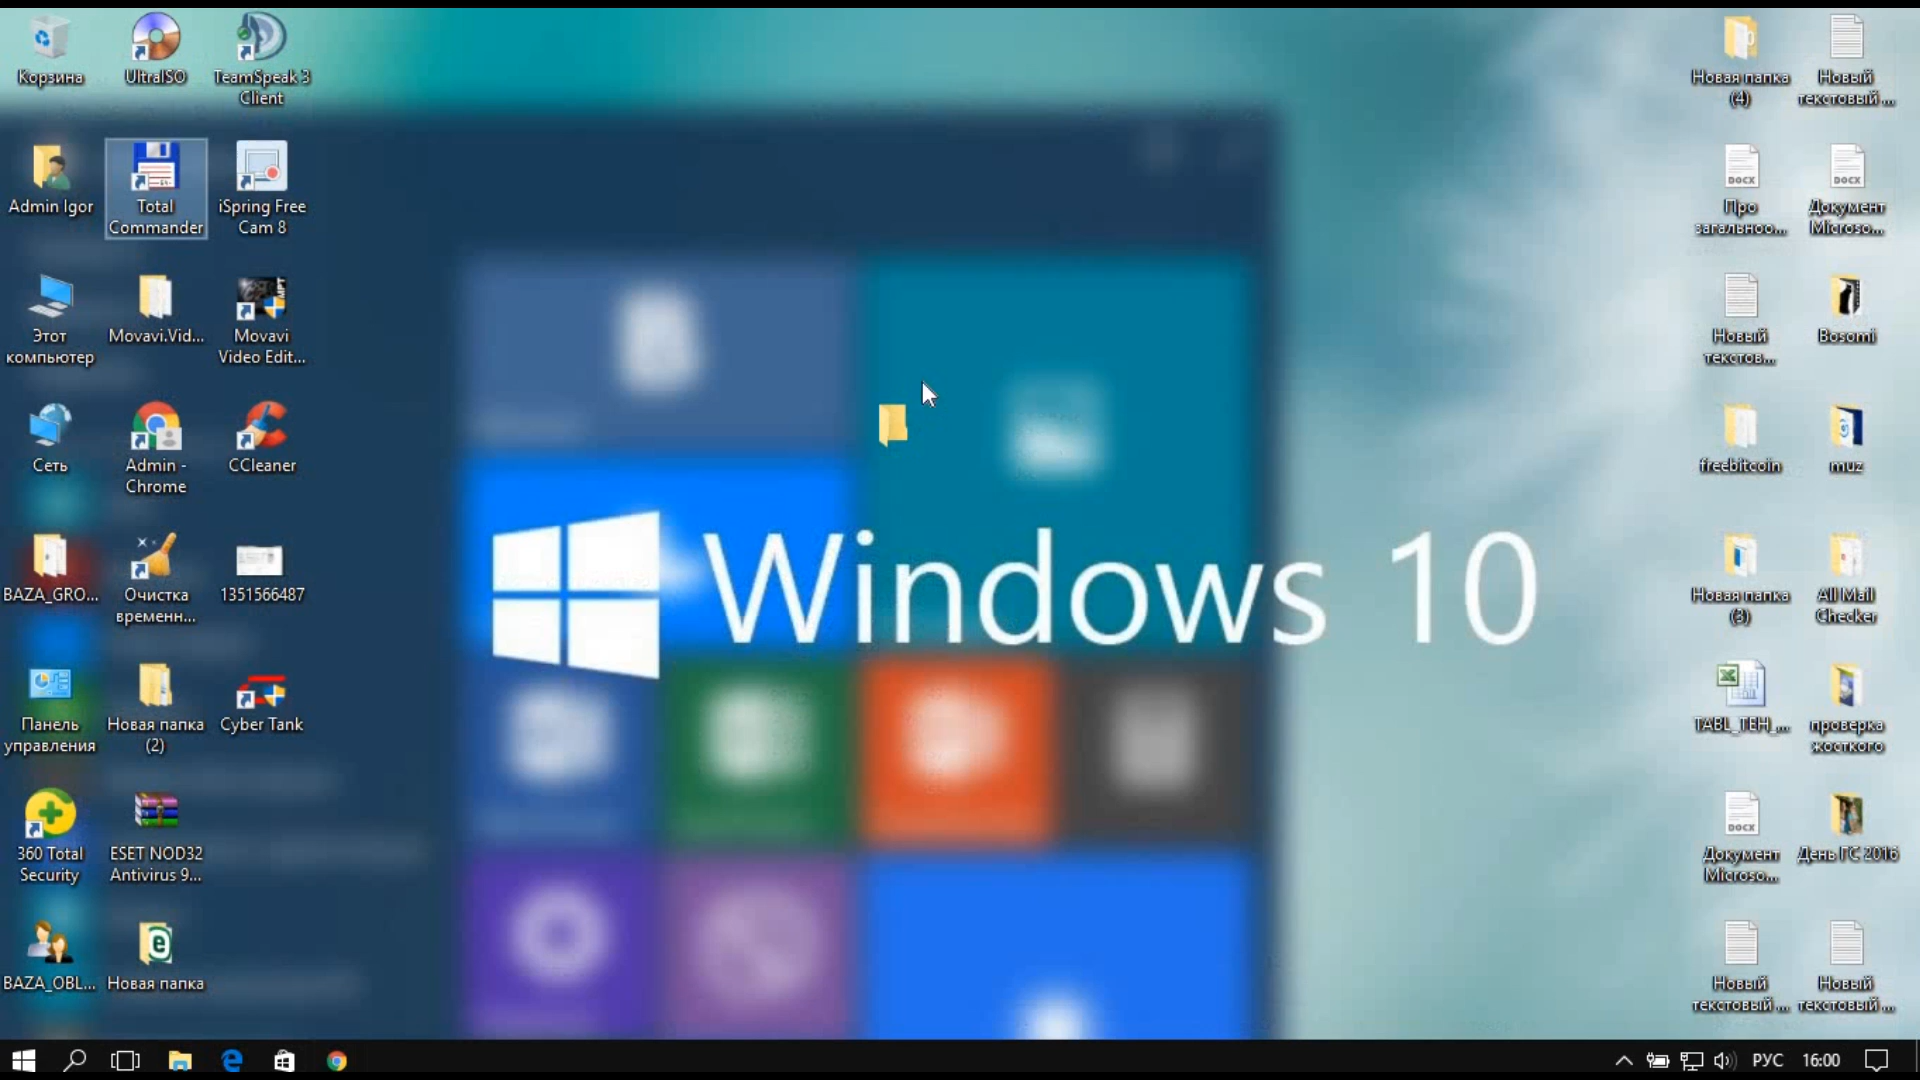 Корзина
UltraISO
TeamSpeak 3
Client
Новая папка
(4)
Новый
текстовый ...
Admin Igor
Total
Commander
iSpring Free
Cam 8
DOCX
Про
загальноо...
DOCX
Документ
Microso...
Этот
компьютер
Movavi.Vid...
Movavi
Video Edit...
Новый
текстов...
Bosomi
Сеть
Admin -
Chrome
CCleaner
freebitcoin
muz
BAZA_GRO...
Очистка
временн...
1351566487
Windows 10
Новая папка
(3)
All Mail
Checker
Панель
управления
Новая папка
(2)
Cyber Tank
TABL_TEH_...
проверка
жосткого
360 Total
Security
ESET NOD32
Antivirus 9...
DOCX
Документ
Microso...
День ГС 2016
BAZA_OBL...
Новая папка
Новый
текстовый ...
Новый
текстовый ...
РУС
16:00